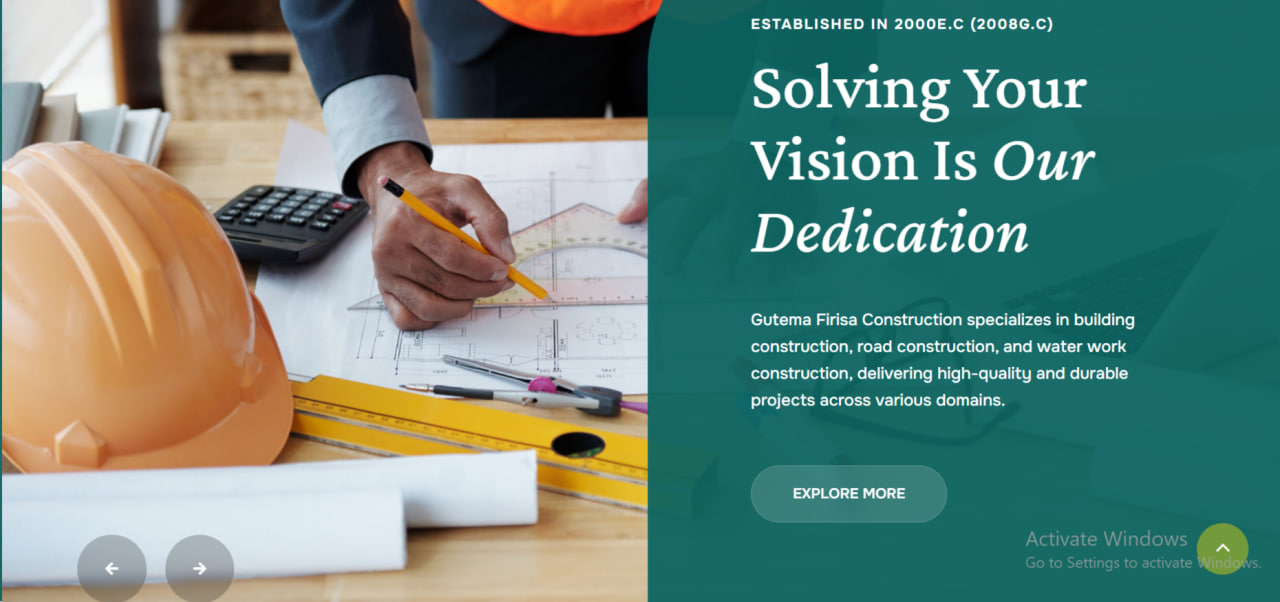 ESTABLISHED IN 2000E.C (2008G.C)
Solving Your
Vision Is Our
Dedication
Gutema Firisa Construction specializes in building
construction, road construction, and water work
construction, delivering high-quality and durable
projects across various domains.
EXPLORE MORE
Activate Windows
Go to Settings to activate Windows.